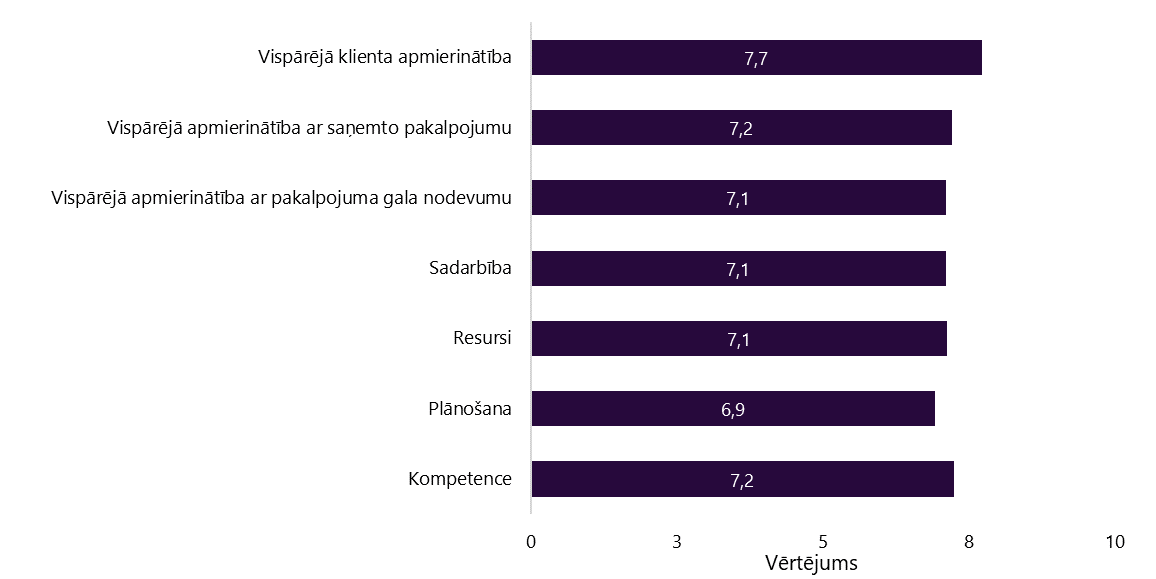 Vispārējā klienta apmierinātība 7,7
Vispārējā apmierinātība ar saņemto pakalpojumu 7,2
Vispārējā apmierinātība ar pakalpojuma gala nodevumu 7,1
Sadarbība 7,1
Resursi 7,1
Plānošana 6,9
Kompetence 7,2
0 3 5 8 10
Vērtējums